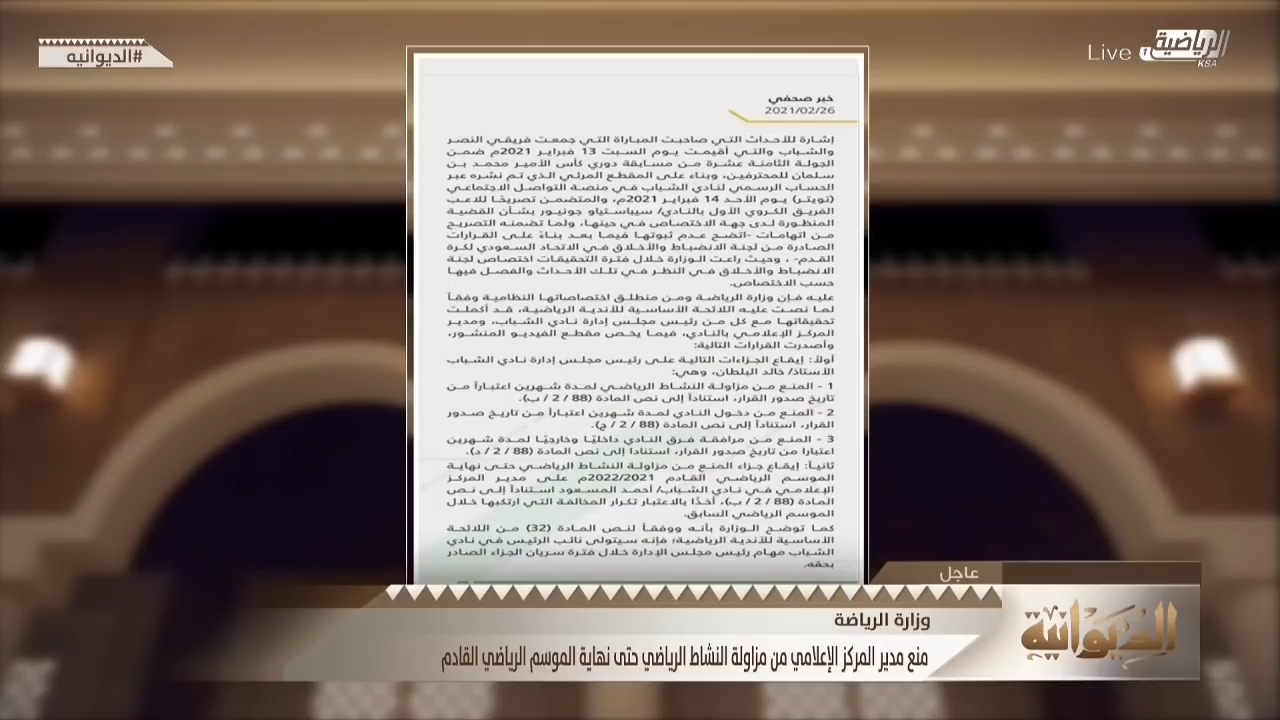 #الديوانيه
Live
الرياضية
1
KSA
خبر صحفي
2021/02/26
إشارة للأحداث التي صاحبت المباراة التي جمعت فريقي النصر
والشباب والتي أقيمت يوم السبت 13 فبراير 2021م ضمن
الجولة الثامنة عشرة من مسابقة دوري كأس الأمير محمد بن
سلمان للمحترفين، وبناء على المقطع المرئي الذي تم نشره عبر
الحساب الرسمي لنادي الشباب في منصة التواصل الاجتماعي
(تويتر) يوم الأحد 14 فبراير 2021م، والمتضمن تصريحًا للاعب
الفريق الكروي الأول بالنادي/ سيباستياو جونيور بشأن القضية
المنظورة لدى جهة الاختصاص في حينها، ولما تضمنه التصريح
من اتهامات -اتضح عدم ثبوتها فيما بعد بناءً على القرارات
الصادرة من لجنة الانضباط والأخلاق في الاتحاد السعودي لكرة
القدم- ، وحيث راعت الوزارة خلال فترة التحقيقات اختصاص لجنة
الانضباط والأخلاق في النظر في تلك الأحداث والفصل فيها
حسب الاختصاص.
عليه فإن وزارة الرياضة ومن منطلق اختصاصاتها النظامية وفقاً
لما نصت عليه اللائحة الأساسية للأندية الرياضية، قد أكملت
تحقيقاتها مع كل من رئيس مجلس إدارة نادي الشباب، ومدير
المركز الإعلامي بالنادي، فيما يخص مقطع الفيديو المنشور،
وأصدرت القرارات التالية:
أولاً: إيقاع الجزاءات التالية على رئيس مجلس إدارة نادي الشباب
الأستاذ/ خالد البلطان، وهي:
1 - المنع من مزاولة النشاط الرياضي لمدة شهرين اعتباراً من
تاريخ صدور القرار، استناداً إلى نص المادة (88 / 2 / ب).
2 - المنع من دخول النادي لمدة شهرين اعتباراً من تاريخ صدور
القرار، استناداً إلى نص المادة (88 / 2 / ج).
3 - المنع من مرافقة فرق النادي داخليًا وخارجيًا لمدة شهرين
اعتبارا من تاريخ صدور القرار، استنادا إلى نص المادة (88 / 2 / د).
ثانياً: إيقاع جزاء المنع من مزاولة النشاط الرياضي حتى نهاية
الموسم الرياضي القادم 2022/2021م على مدير المركز
الإعلامي في نادي الشباب/ أحمد المسعود استناداً إلى نص
المادة (88 / 2 / ب)، أخذًا بالاعتبار تكرار المخالفة التي ارتكبها خلال
الموسم الرياضي السابق.
كما توضح الوزارة بأنه ووفقاً لنص المادة (32) من اللائحة
الأساسية للأندية الرياضية؛ فإنه سيتولى نائب الرئيس في نادي
الشباب مهام رئيس مجلس الإدارة خلال فترة سريان الجزاء الصادر
بحقه.
عاجل
وزارة الرياضة
منع مدير المركز الإعلامي من مزاولة النشاط الرياضي حتى نهاية الموسم الرياضي القادم
الديوانية